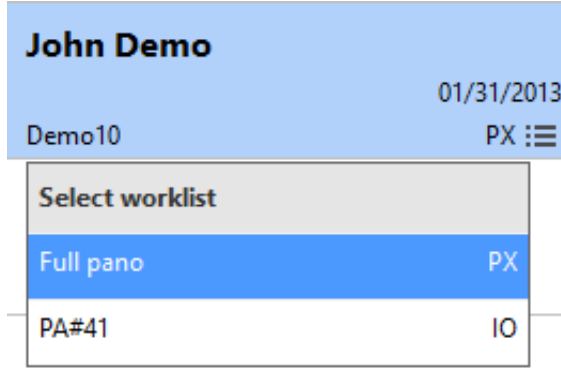 John Demo
01/31/2013
Demo10 PX
Select worklist
Full pano PX
PA#41 IO